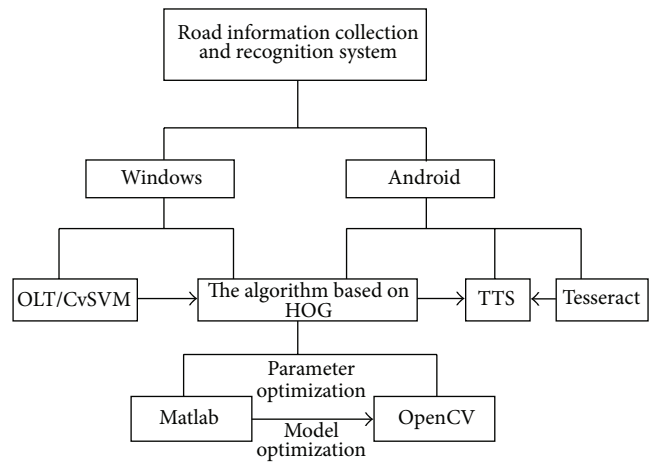 Road information collection
and recognition system
Windows
Android
OLT/CvSVM
The algorithm based on
HOG
TTS
Tesseract
Parameter
optimization
Matlab
OpenCV
Model
optimization